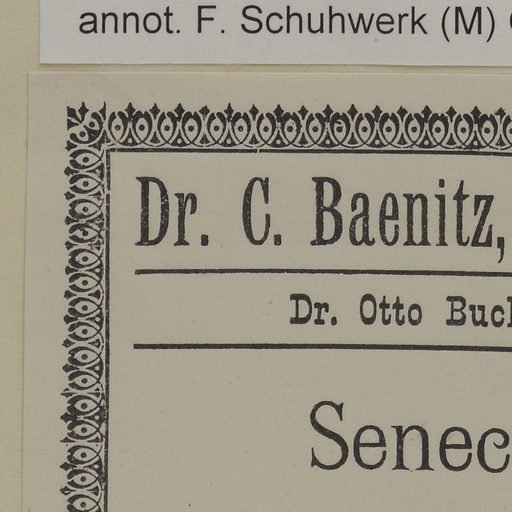 annot. F. Schuhwerk (M)
Dr. C. Baenitz,
Dr. Otto Buc
Senec